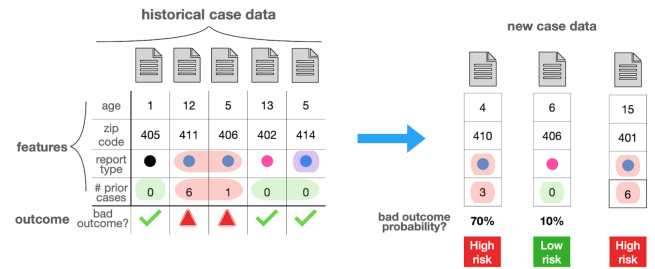 historical case data
new case data
features
age 1 12 5 13 5
zip code 405 411 406 402 414
report type
# prior cases 0 6 1 0 0
outcome
bad outcome?
4 6 15
410 406 401
3 0 6
bad outcome probability? 70% 10%
High risk Low risk High risk